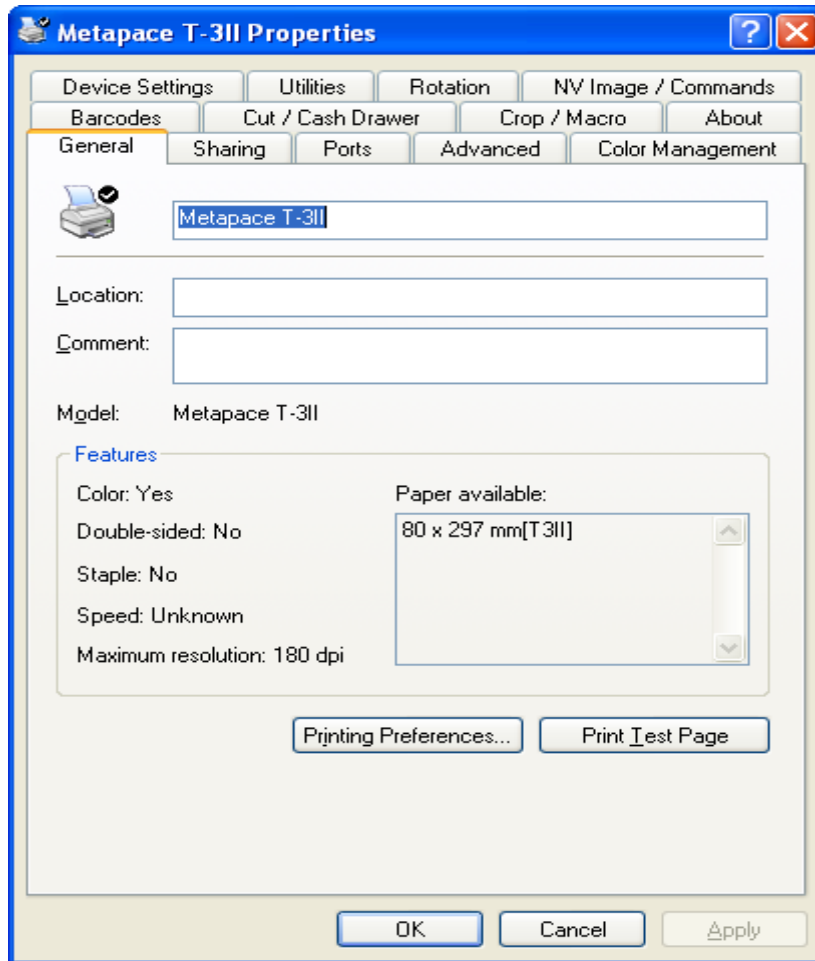 Metapace T-3II Properties
Device Settings Utilities Rotation NV Image / Commands
Barcodes Cut / Cash Drawer Crop / Macro About
General Sharing Ports Advanced Color Management
Metapace T-3II
Location:
Comment:
Model: Metapace T-3II
Features
Color: Yes Paper available:
Double-sided: No 80 x 297 mm[T3II]
Staple: No
Speed: Unknown
Maximum resolution: 180 dpi
Printing Preferences... Print Test Page
OK Cancel Apply